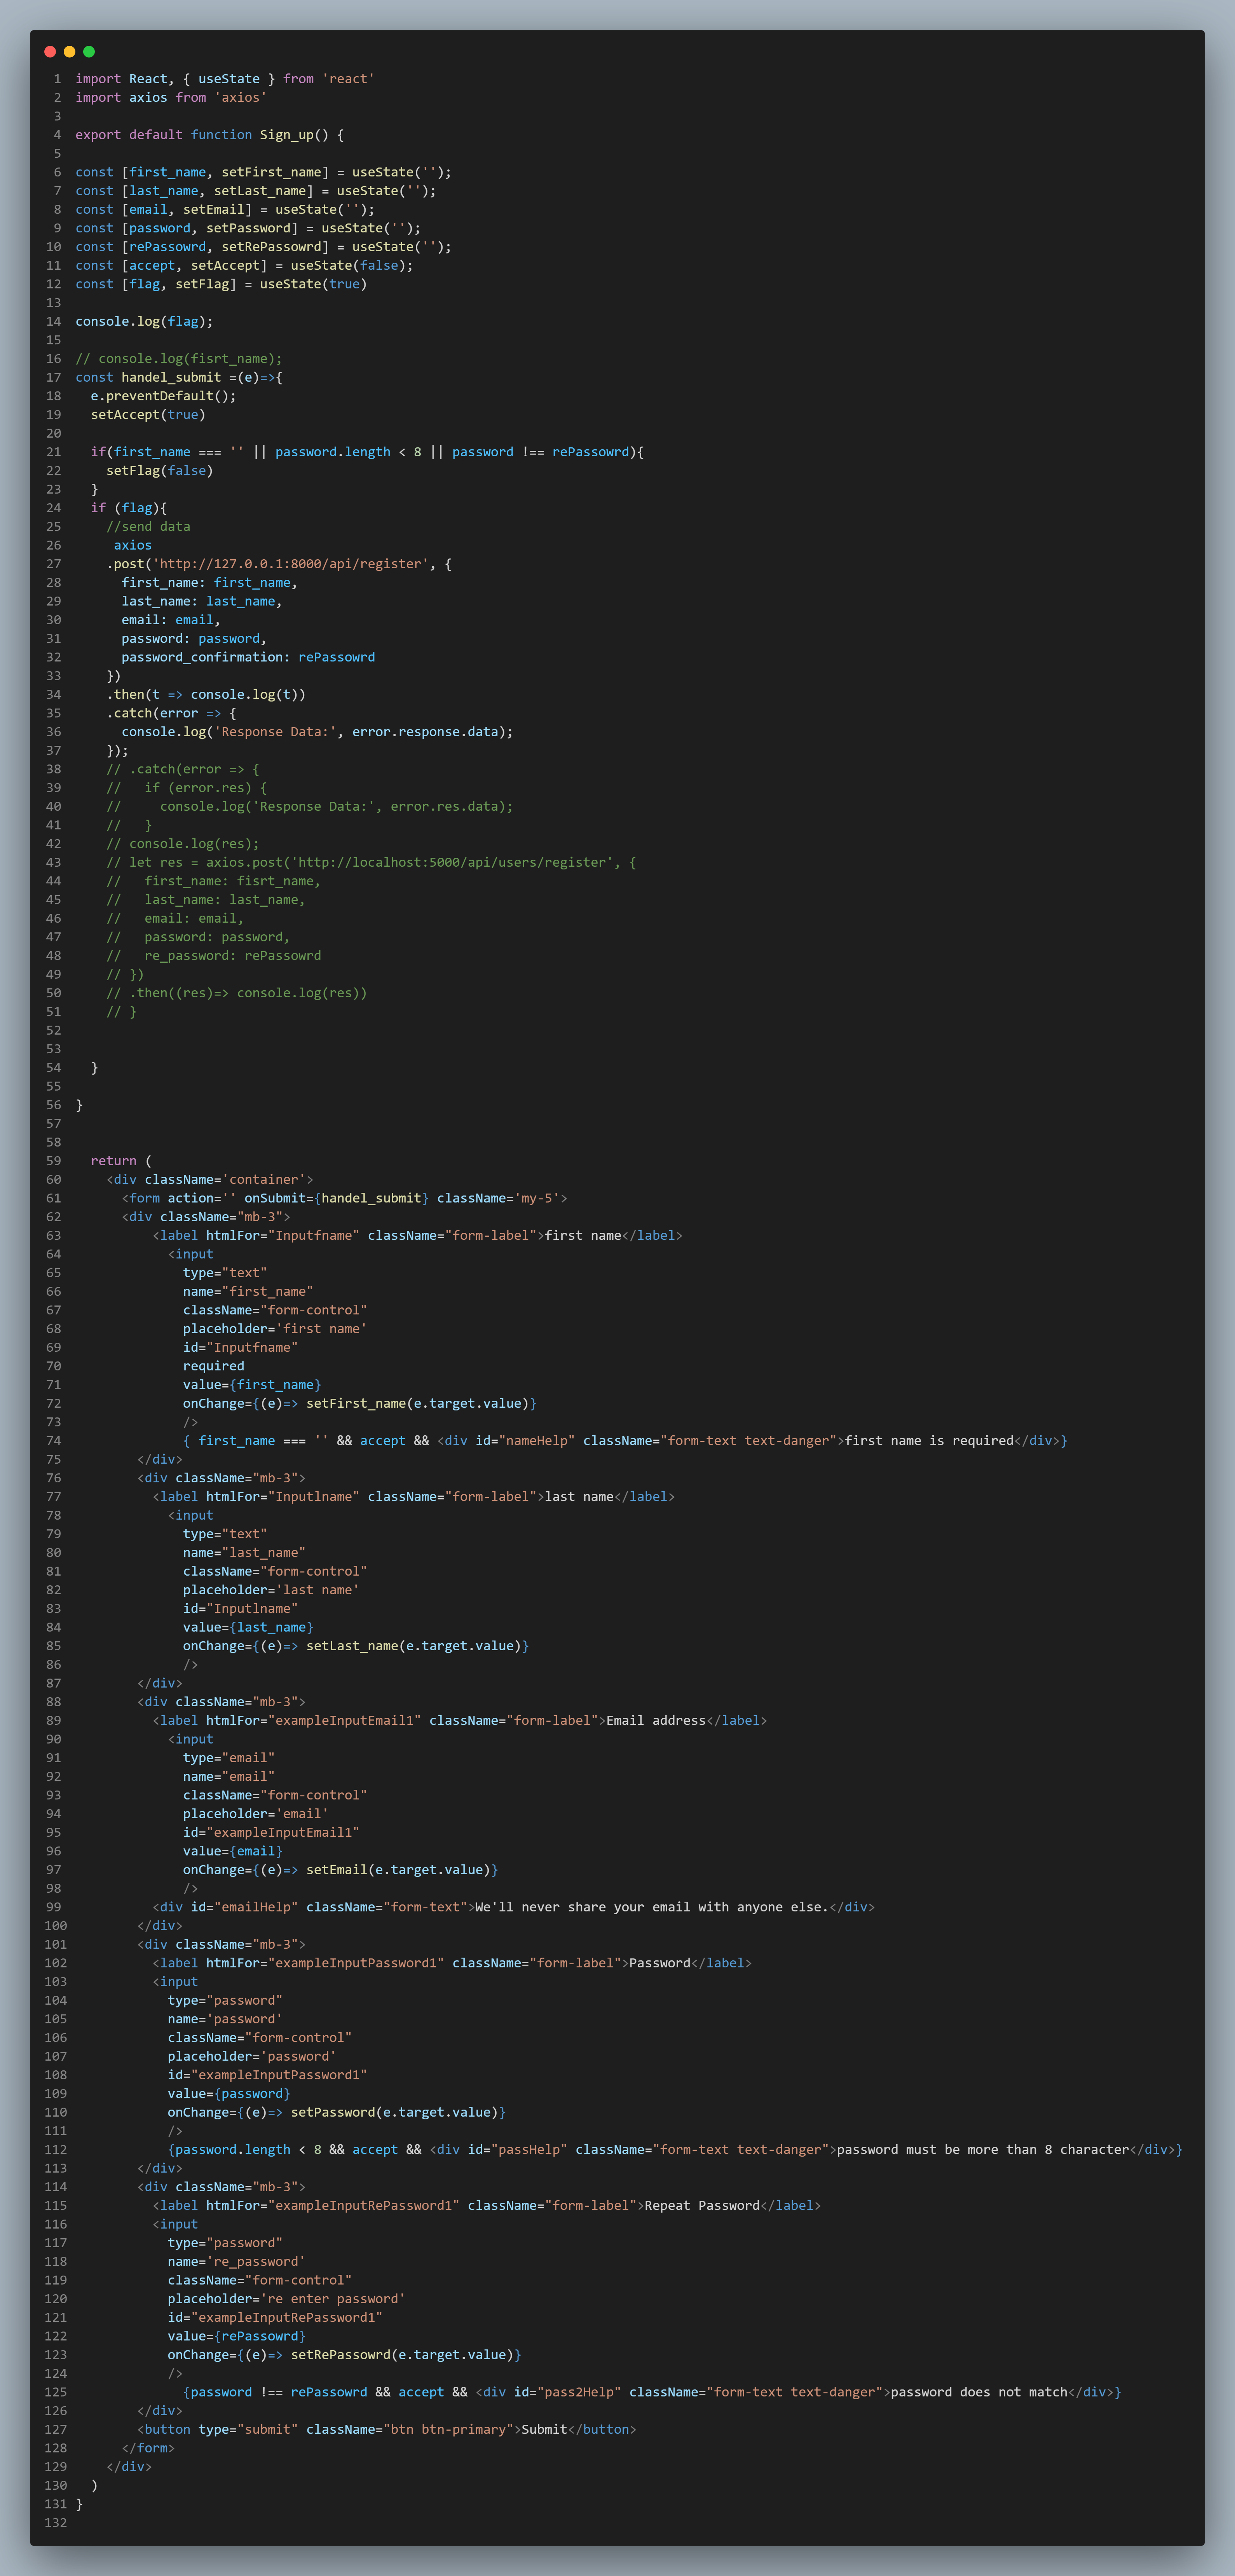 1 import React, { useState } from 'react'
2 import axios from 'axios'
3
4 export default function Sign_up() {
5
6 const [first_name, setFirst_name] = useState('');
7 const [last_name, setLast_name] = useState('');
8 const [email, setEmail] = useState('');
9 const [password, setPassword] = useState('');
10 const [rePassowrd, setRePassowrd] = useState('');
11 const [accept, setAccept] = useState(false);
12 const [flag, setFlag] = useState(true)
13
14 console.log(flag);
15
16 // console.log(fisrt_name);
17 const handel_submit =(e)=>{
18   e.preventDefault();
19   setAccept(true)
20
21   if(first_name === '' || password.length < 8 || password !== rePassowrd){
22     setFlag(false)
23   }
24   if (flag){
25     //send data
26      axios
27     .post('http://127.0.0.1:8000/api/register', {
28       first_name: first_name,
29       last_name: last_name,
30       email: email,
31       password: password,
32       password_confirmation: rePassowrd
33     })
34     .then(t => console.log(t))
35     .catch(error => {
36       console.log('Response Data:', error.response.data);
37     });
38     // .catch(error => {
39     //   if (error.res) {
40     //     console.log('Response Data:', error.res.data);
41     //   }
42     // console.log(res);
43     // let res = axios.post('http://localhost:5000/api/users/register', {
44     //   first_name: fisrt_name,
45     //   last_name: last_name,
46     //   email: email,
47     //   password: password,
48     //   re_password: rePassowrd
49     // })
50     // .then((res)=> console.log(res))
51     // }
52
53
54   }
55
56 }
57
58
59   return (
60     <div className='container'>
61       <form action='' onSubmit={handel_submit} className='my-5'>
62       <div className="mb-3">
63           <label htmlFor="Inputfname" className="form-label">first name</label>
64             <input
65               type="text"
66               name="first_name"
67               className="form-control"
68               placeholder='first name'
69               id="Inputfname"
70               required
71               value={first_name}
72               onChange={(e)=> setFirst_name(e.target.value)}
73               />
74               { first_name === '' && accept && <div id="nameHelp" className="form-text text-danger">first name is required</div>}
75         </div>
76         <div className="mb-3">
77           <label htmlFor="Inputlname" className="form-label">last name</label>
78             <input
79               type="text"
80               name="last_name"
81               className="form-control"
82               placeholder='last name'
83               id="Inputlname"
84               value={last_name}
85               onChange={(e)=> setLast_name(e.target.value)}
86               />
87         </div>
88         <div className="mb-3">
89           <label htmlFor="exampleInputEmail1" className="form-label">Email address</label>
90             <input
91               type="email"
92               name="email"
93               className="form-control"
94               placeholder='email'
95               id="exampleInputEmail1"
96               value={email}
97               onChange={(e)=> setEmail(e.target.value)}
98               />
99           <div id="emailHelp" className="form-text">We'll never share your email with anyone else.</div>
100         </div>
101         <div className="mb-3">
102           <label htmlFor="exampleInputPassword1" className="form-label">Password</label>
103           <input
104             type="password"
105             name='password'
106             className="form-control"
107             placeholder='password'
108             id="exampleInputPassword1"
109             value={password}
110             onChange={(e)=> setPassword(e.target.value)}
111             />
112             {password.length < 8 && accept && <div id="passHelp" className="form-text text-danger">password must be more than 8 character</div>}
113         </div>
114         <div className="mb-3">
115           <label htmlFor="exampleInputRePassword1" className="form-label">Repeat Password</label>
116           <input
117             type="password"
118             name='re_password'
119             className="form-control"
120             placeholder='re enter password'
121             id="exampleInputRePassword1"
122             value={rePassowrd}
123             onChange={(e)=> setRePassowrd(e.target.value)}
124             />
125               {password !== rePassowrd && accept && <div id="pass2Help" className="form-text text-danger">password does not match</div>}
126         </div>
127         <button type="submit" className="btn btn-primary">Submit</button>
128       </form>
129     </div>
130   )
131 }
132